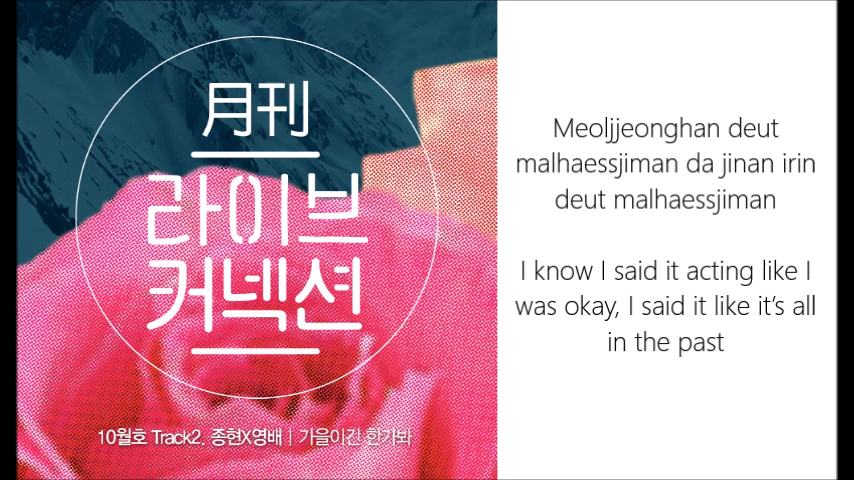 月刊
라이브
커넥션
10월호 Track2. 종현X영배 | 가을이긴 한가봐
Meoljjeonghan deut
malhaessjiman da jinan irin
deut malhaessjiman
I know I said it acting like I
was okay, I said it like it’s all
in the past